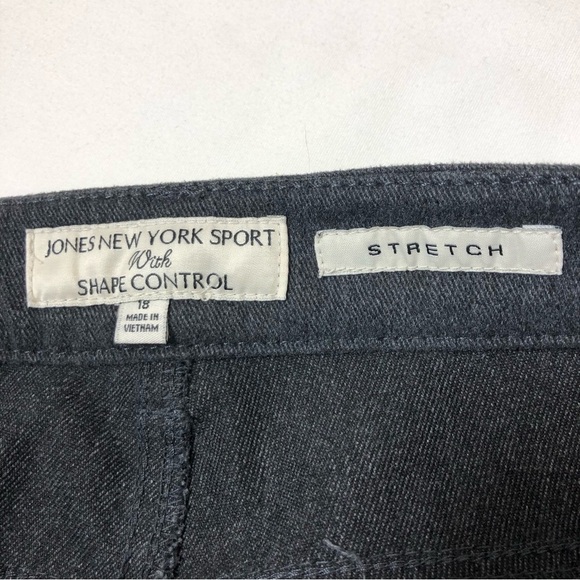 JONES NEW YORK SPORT
With
SHAPE CONTROL
18
MADE IN
VIETNAM
STRETCH